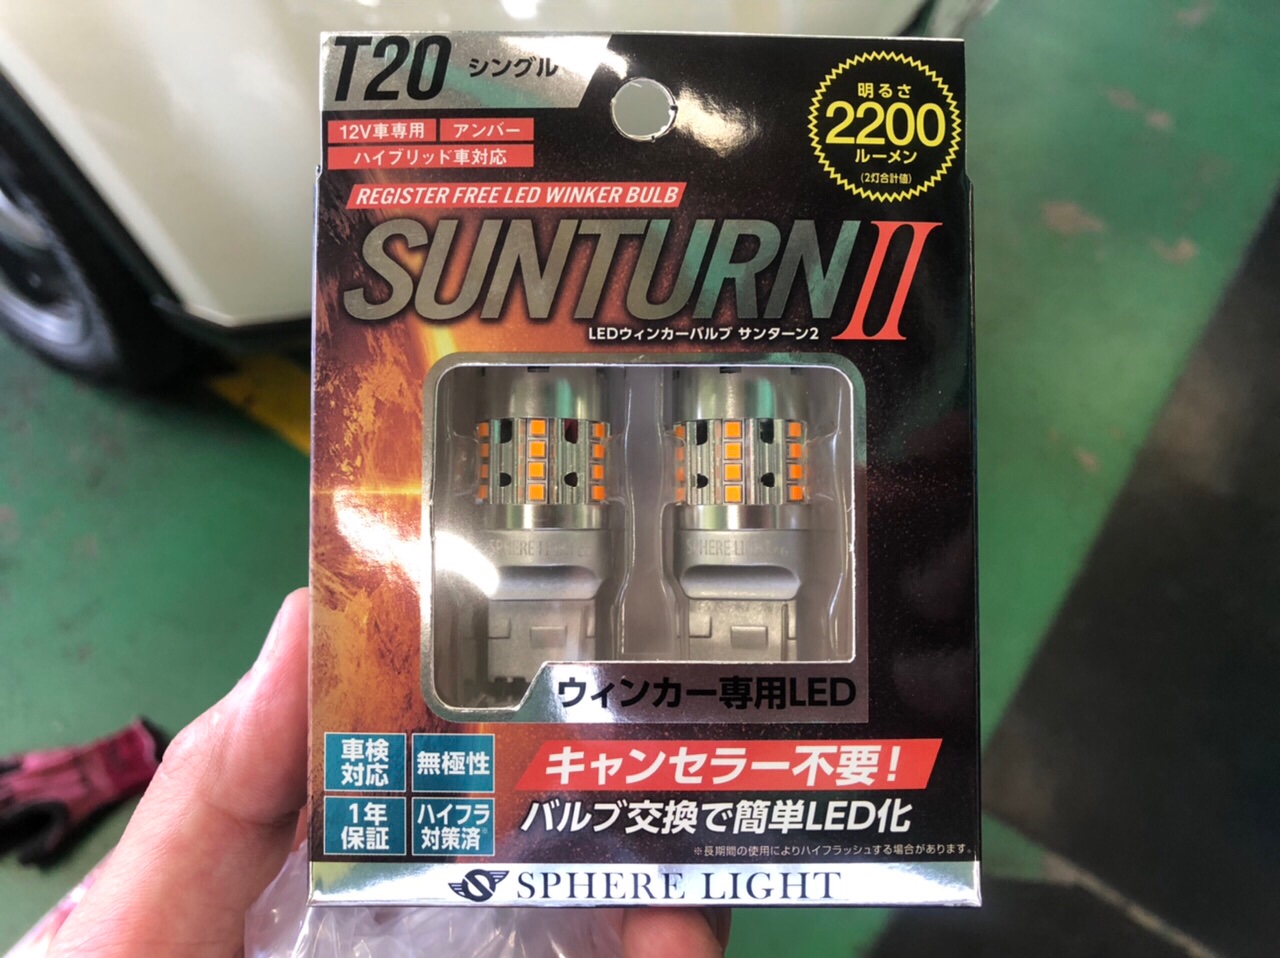 T20 シングル
12V車専用 アンバー
ハイブリッド車対応
明るさ
2200
ルーメン
(2灯合計値)
REGISTER FREE LED WINKER BULB
SUNTURN II
LEDウィンカーバルブ サンターン2
SPHERE LIGHT
SPHERE LIGHT
ウィンカー専用LED
車検
対応
無極性
1年
保証
ハイフラ
対策済※
キャンセラー不要!
バルブ交換で簡単LED化
※長期間の使用によりハイフラッシュする場合があります。
SPHERE LIGHT